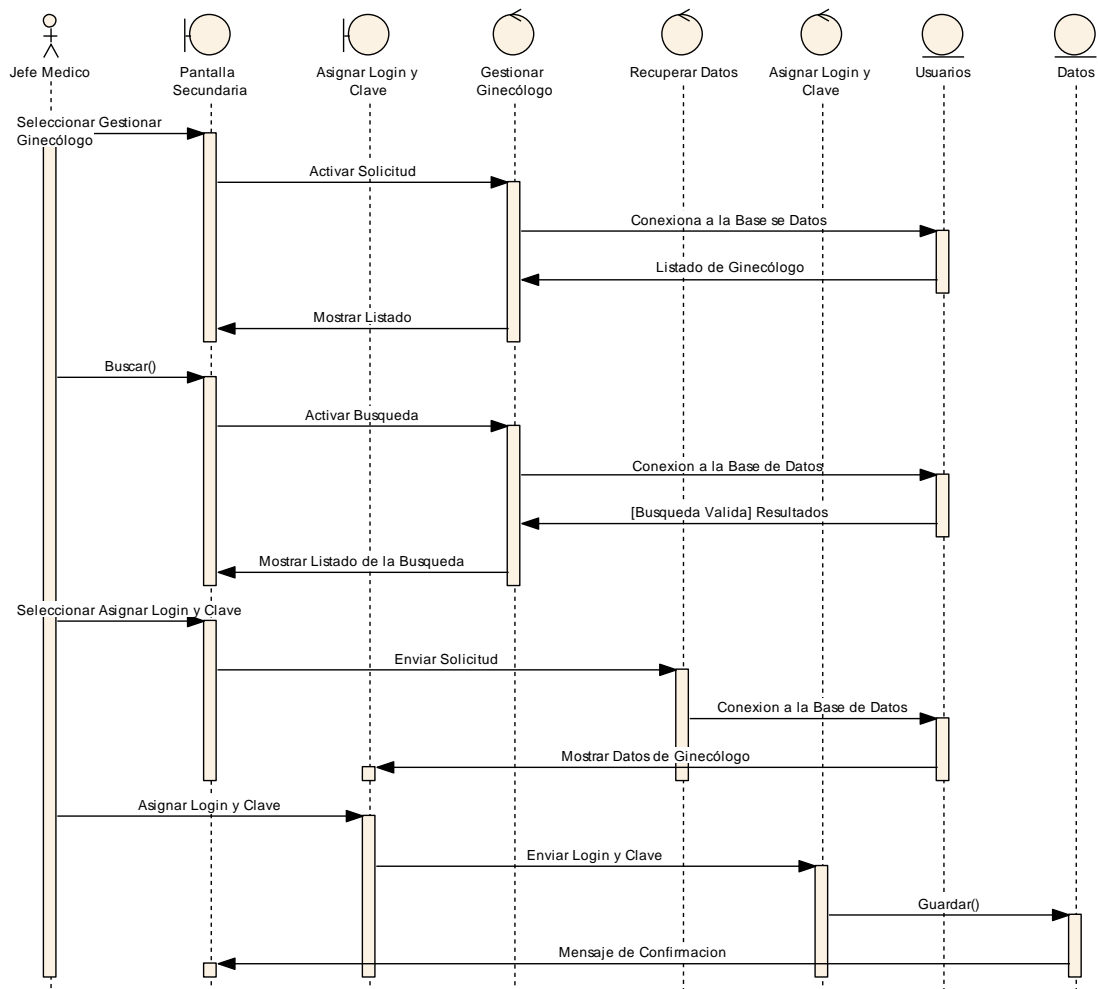 Jefe Medico
Pantalla
Secundaria
Asignar Login y
Clave
Gestionar
Ginecólogo
Recuperar Datos
Asignar Login y
Clave
Usuarios
Datos
Seleccionar Gestionar
Ginecólogo
Activar Solicitud
Conexiona a la Base se Datos
Listado de Ginecólogo
Mostrar Listado
Buscar()
Activar Busqueda
Conexion a la Base de Datos
[Busqueda Valida] Resultados
Mostrar Listado de la Busqueda
Seleccionar Asignar Login y Clave
Enviar Solicitud
Conexion a la Base de Datos
Mostrar Datos de Ginecólogo
Asignar Login y Clave
Enviar Login y Clave
Guardar()
Mensaje de Confirmacion